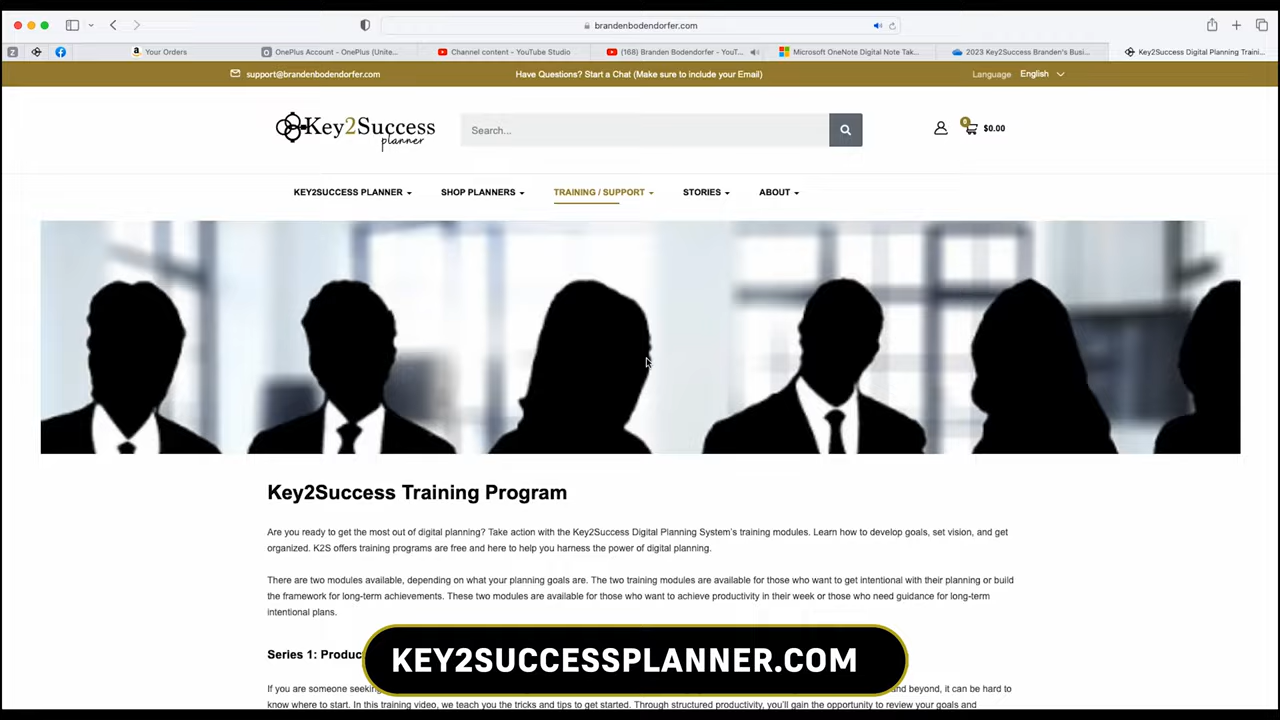 brandenbodendorfer.com
Your Orders
OnePlus Account - OnePlus (Unite...
Channel content - YouTube Studio
(168) Branden Bodendorfer - YouT...
Microsoft OneNote Digital Note Tak...
2023 Key2Success Branden's Busi...
Key2Success Digital Planning Traini...
support@brandenbodendorfer.com
Have Questions? Start a Chat (Make sure to include your Email)
Language English
Key2Success
planner
Search...
0
$0.00
KEY2SUCCESS PLANNER
SHOP PLANNERS
TRAINING / SUPPORT
STORIES
ABOUT
Key2Success Training Program
Are you ready to get the most out of digital planning? Take action with the Key2Success Digital Planning System's training modules. Learn how to develop goals, set vision, and get
organized. K2S offers training programs are free and here to help you harness the power of digital planning.
There are two modules available, depending on what your planning goals are. The two training modules are available for those who want to get intentional with their planning or build
the framework for long-term achievements. These two modules are available for those who want to achieve productivity in their week or those who need guidance for long-term
intentional plans.
Series 1: Produc
KEY2SUCCESSPLANNER.COM
If you are someone seeking and beyond, it can be hard to
know where to start. In this training video, we teach you the tricks and tips to get started. Through structured productivity, you'll gain the opportunity to review your goals and